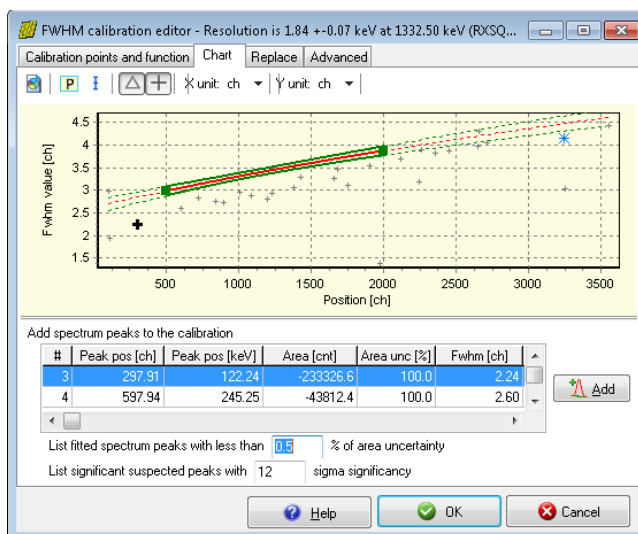 FWHM calibration editor - Resolution is 1.84 +-0.07 keV at 1332.50 keV (RXSQ...
Calibration points and function Chart Replace Advanced
P X unit: ch Y unit: ch
4.5
4
3.5
3
2.5
2
1.5
Fwhm value [ch]
500 1000 1500 2000 2500 3000 3500
Position [ch]
Add spectrum peaks to the calibration
# Peak pos [ch] Peak pos [keV] Area [cnt] Area unc [%] Fwhm [ch]
3 297.91 122.24 -233326.6 100.0 2.24
4 597.94 245.25 -43812.4 100.0 2.60
Add
List fitted spectrum peaks with less than 0.5 % of area uncertainty
List significant suspected peaks with 12 sigma significancy
Help OK Cancel